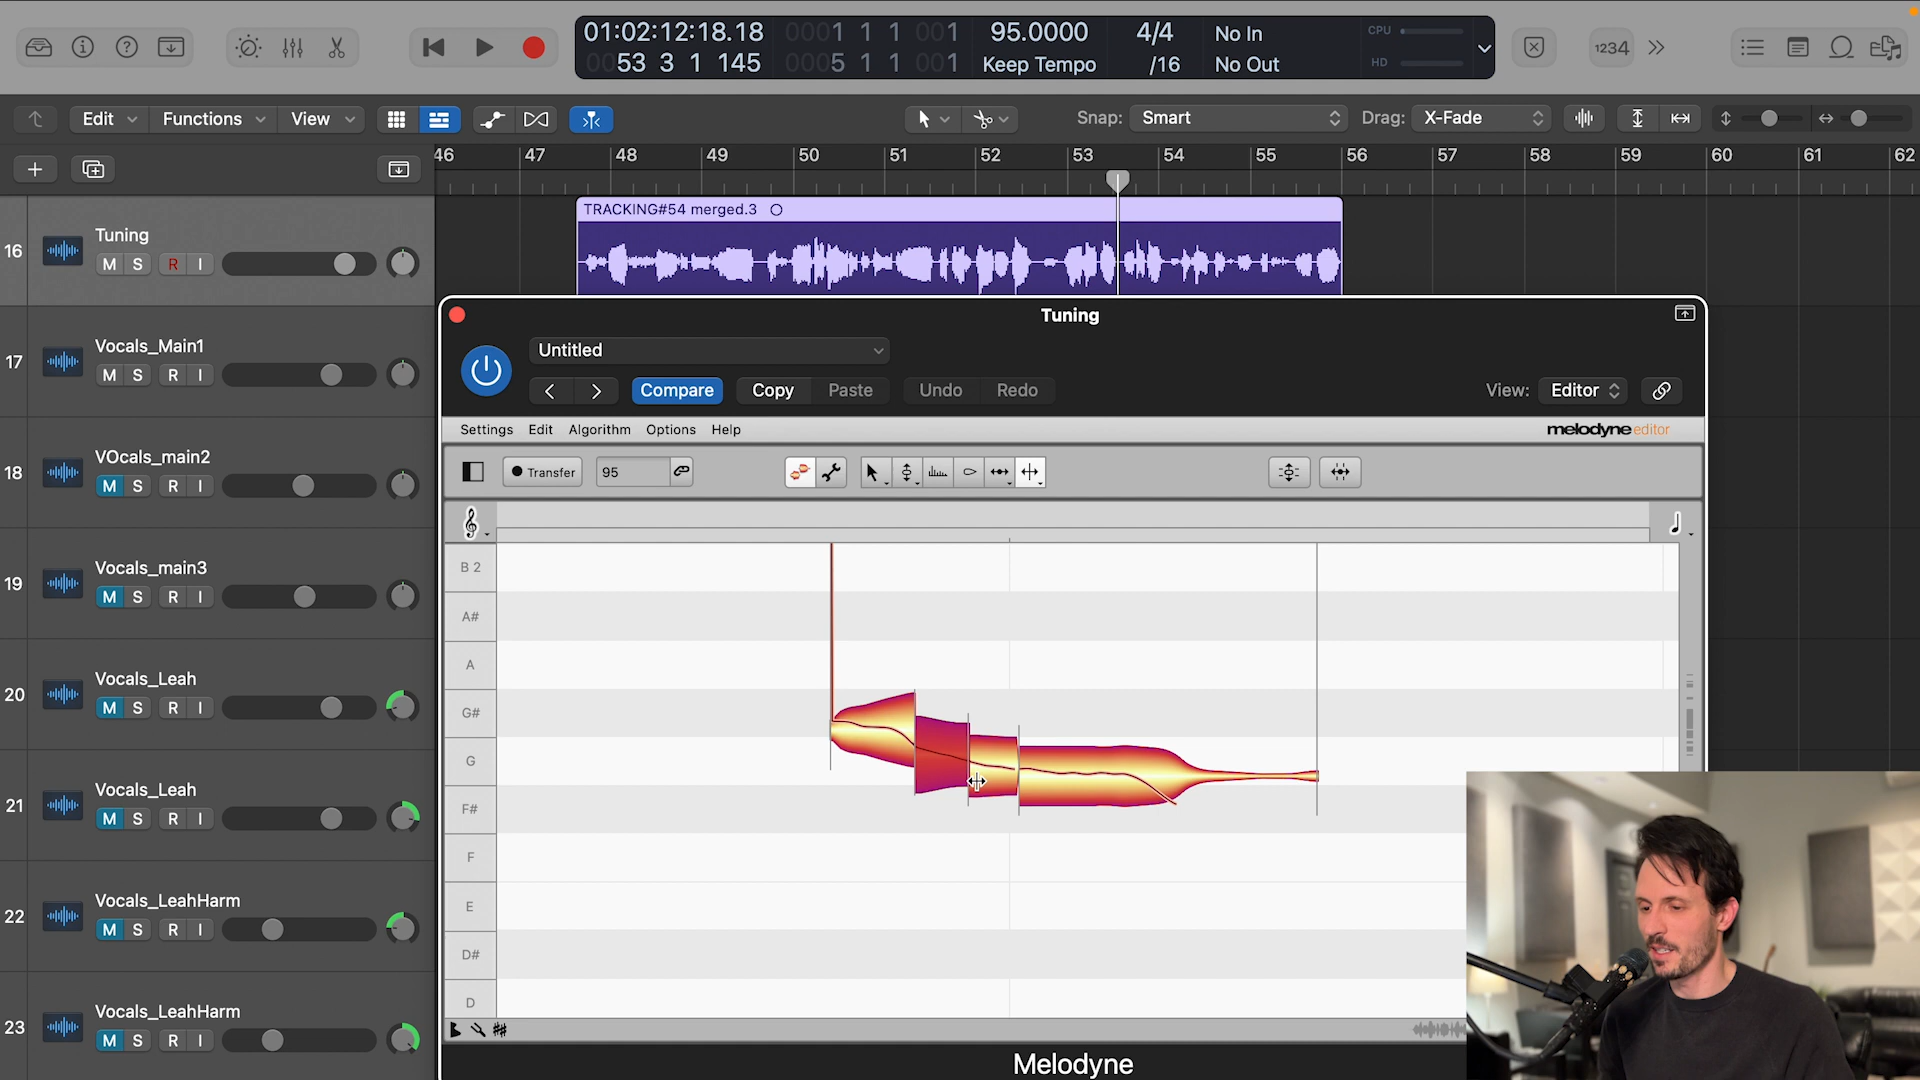 01:02:12:18.18
0001 1 1 001
95.0000
4/4
No In
CPU
0053 3 1 145
0005 1 1 001
Keep Tempo
/16
No Out
HD
1234
Edit
Functions
View
Snap:
Smart
Drag:
X-Fade
46 47 48 49 50 51 52 53 54 55 56 57 58 59 60 61 62
16
Tuning
M S R I
TRACKING#54 merged.3
17
Vocals_Main1
M S R I
18
VOcals_main2
M S R I
19
Vocals_main3
M S R I
20
Vocals_Leah
M S R I
21
Vocals_Leah
M S R I
22
Vocals_LeahHarm
M S R I
23
Vocals_LeahHarm
M S R I
Tuning
Untitled
Compare
Copy
Paste
Undo
Redo
View:
Editor
Settings Edit Algorithm Options Help
melodyne editor
Transfer
95
B 2
A#
A
G#
G
F#
F
E
D#
D
Melodyne